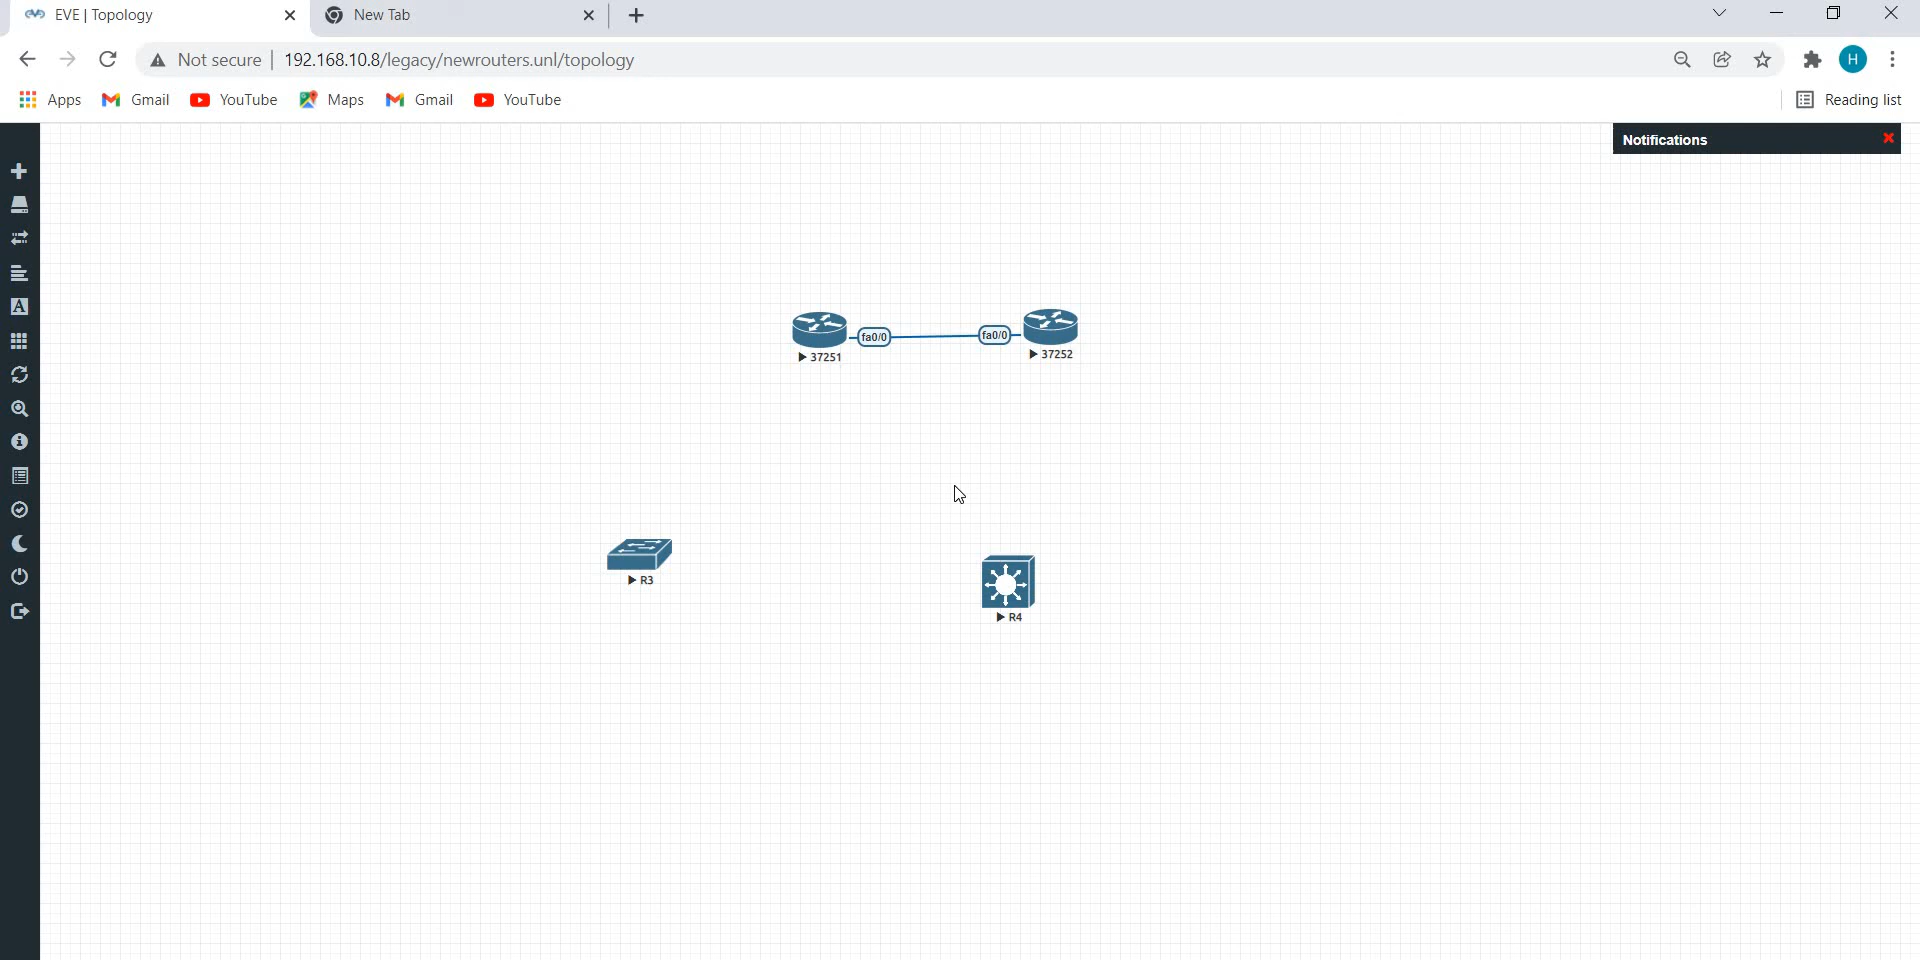 EVE | Topology
New Tab
Not secure
192.168.10.8/legacy/newrouters.unl/topology
H
Apps
Gmail
YouTube
Maps
Gmail
YouTube
Reading list
Notifications
A
fa0/0
fa0/0
37251
37252
R3
R4